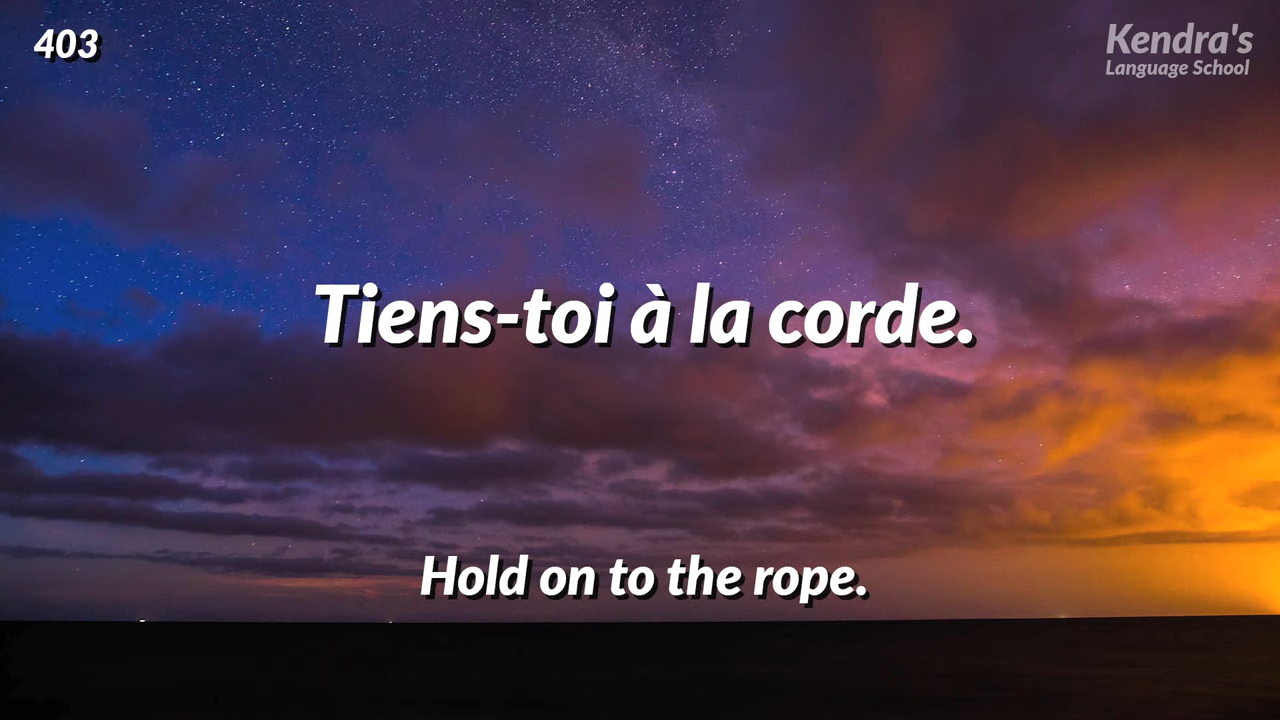 403
Kendra's
Language School
Tiens-toi à la corde.
Hold on to the rope.